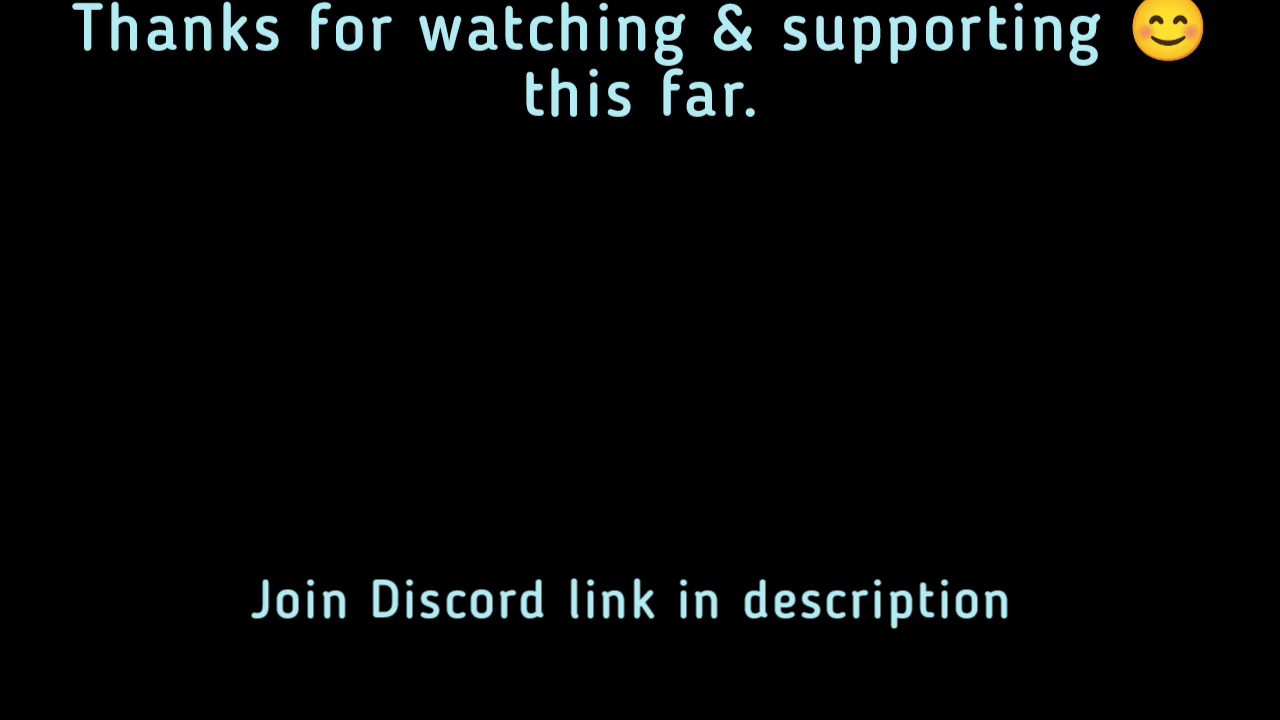 Thanks for watching & supporting 😊
this far.
Join Discord link in description